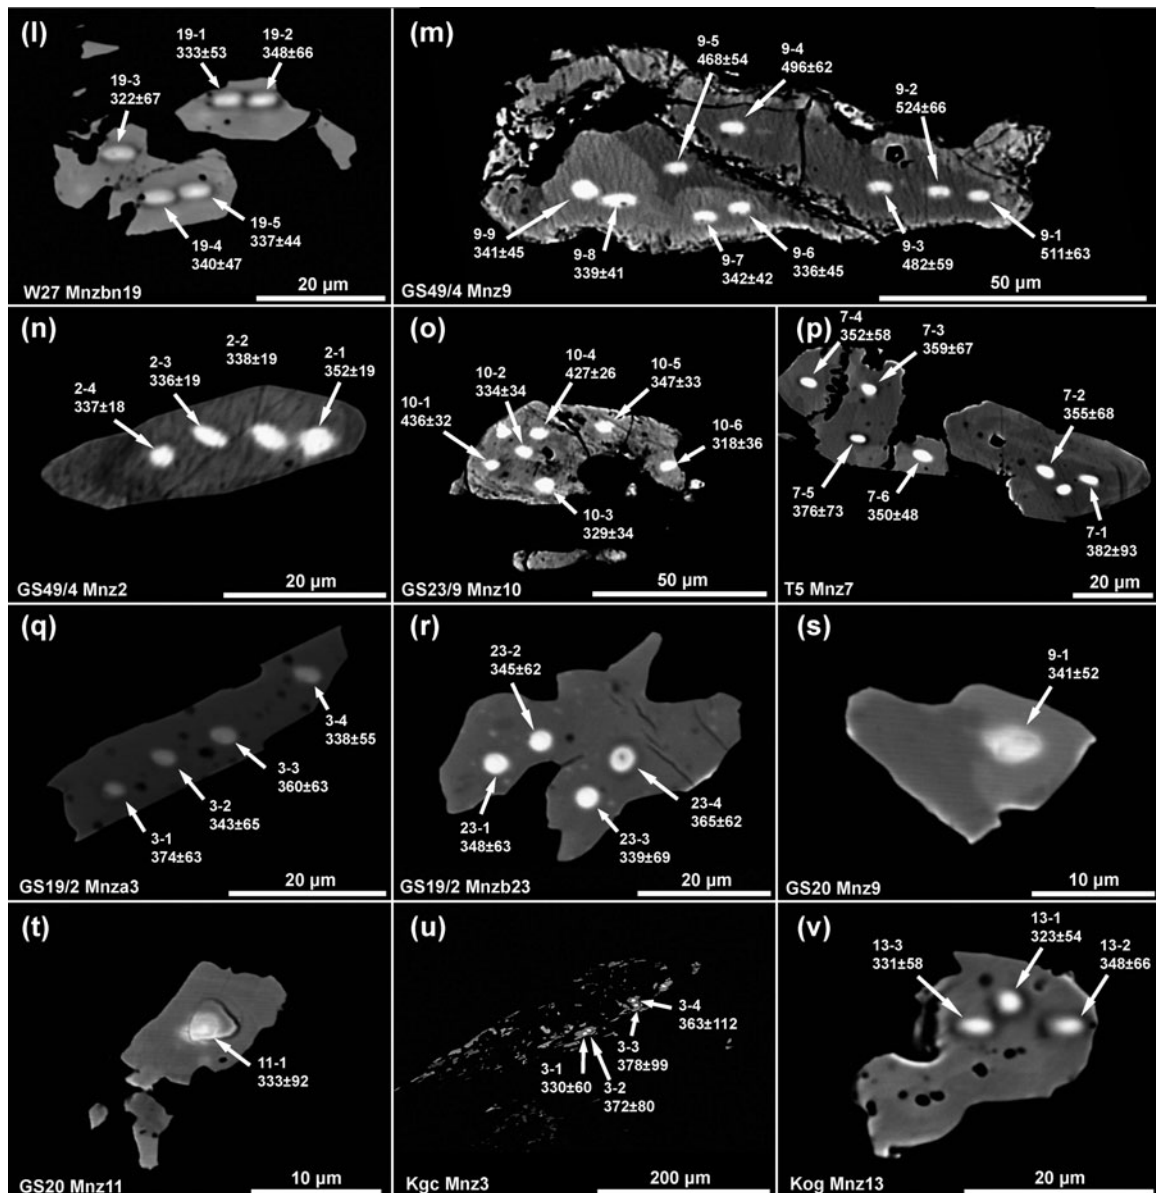 (l)
19-1
333±53
19-2
348±66
19-3
322±67
19-5
337±44
19-4
340±47
20 µm
W27 Mnzbn19
(m)
9-5
468±54
9-4
496±62
9-2
524±66
9-9
341±45
9-8
339±41
9-7
342±42
9-6
336±45
9-3
482±59
9-1
511±63
50 µm
GS49/4 Mnz9
(n)
2-4
337±18
2-3
336±19
2-2
338±19
2-1
352±19
20 µm
GS49/4 Mnz2
(o)
10-1
436±32
10-2
334±34
10-4
427±26
10-5
347±33
10-6
318±36
10-3
329±34
50 µm
GS23/9 Mnz10
(p)
7-4
352±58
7-3
359±67
7-2
355±68
7-5
376±73
7-6
350±48
7-1
382±93
20 µm
T5 Mnz7
(q)
3-4
338±55
3-3
360±63
3-2
343±65
3-1
374±63
20 µm
GS19/2 Mnza3
(r)
23-2
345±62
23-1
348±63
23-3
339±69
23-4
365±62
20 µm
GS19/2 Mnzb23
(s)
9-1
341±52
10 µm
GS20 Mnz9
(t)
11-1
333±92
10 µm
GS20 Mnz11
(u)
3-4
363±112
3-3
378±99
3-1
330±60
3-2
372±80
200 µm
Kgc Mnz3
(v)
13-3
331±58
13-1
323±54
13-2
348±66
20 µm
Kog Mnz13